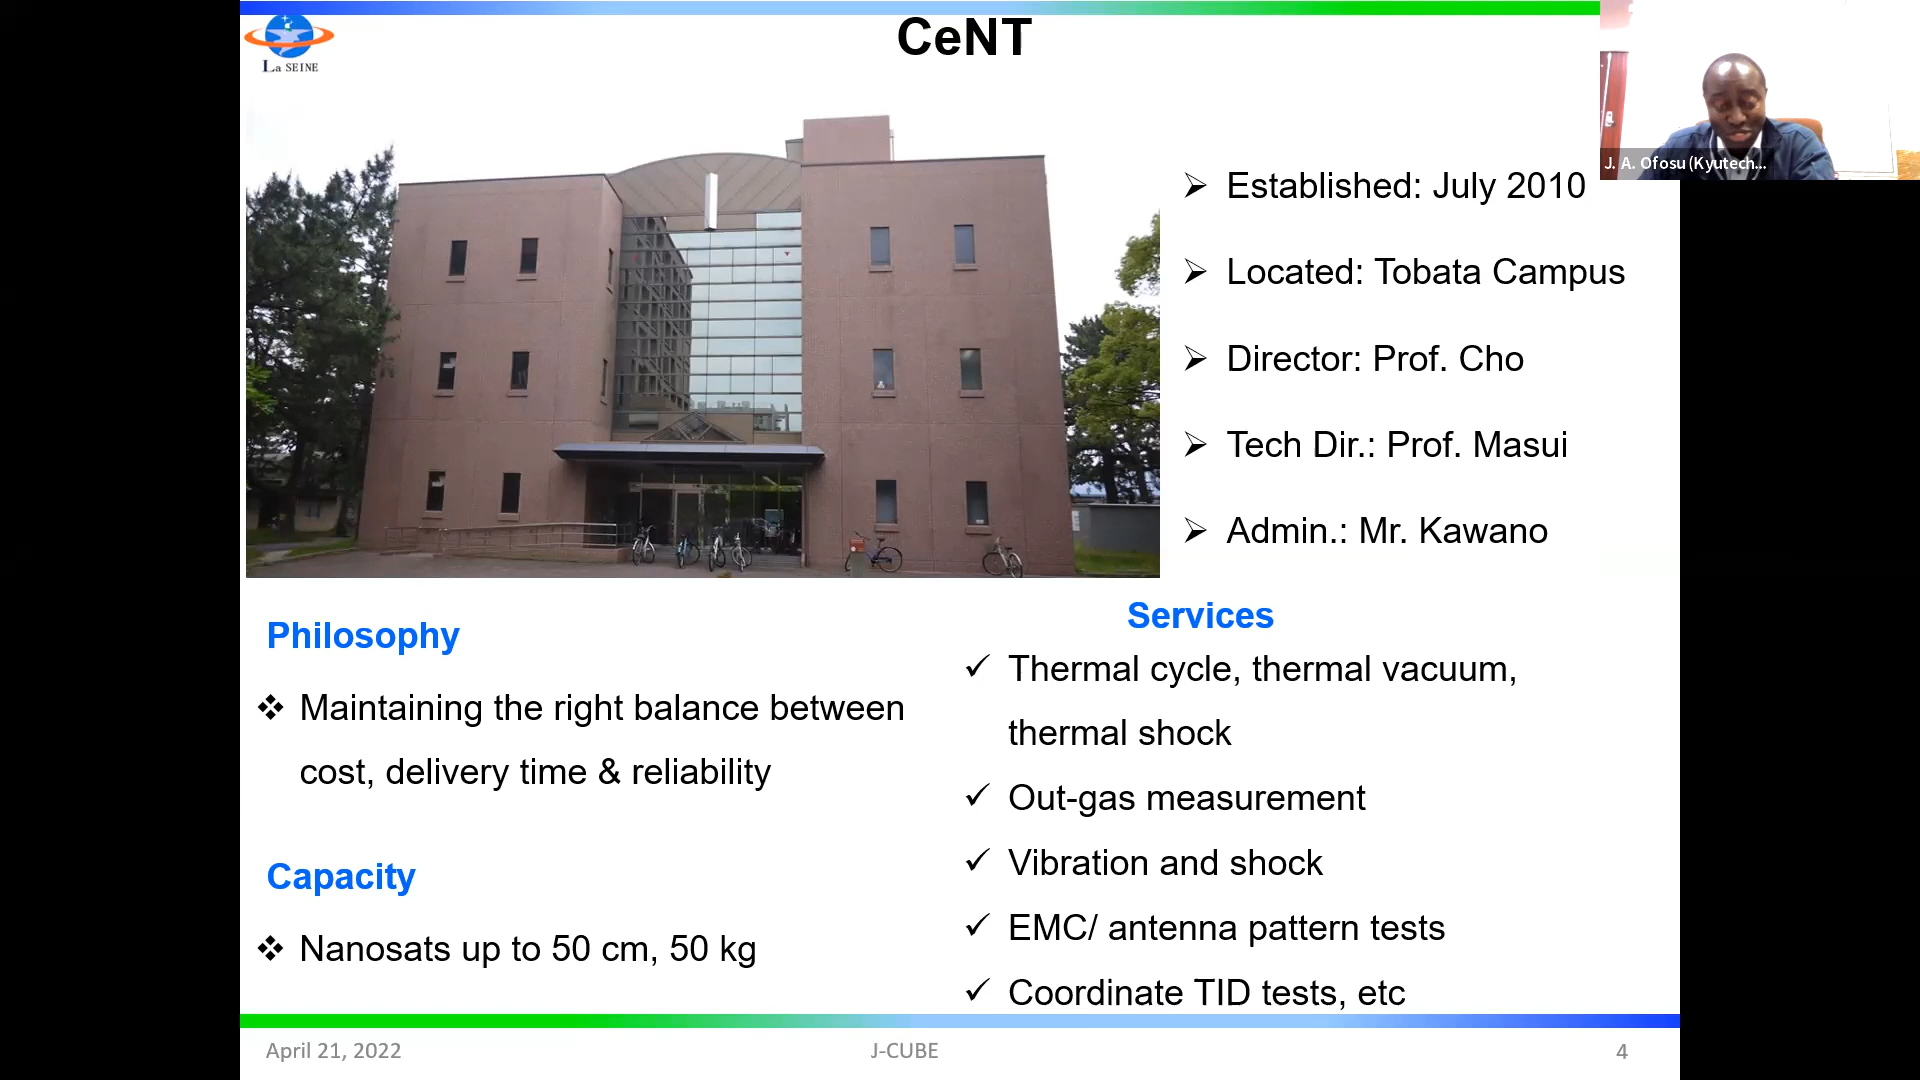 CeNT
La SEINE
J. A. Ofosu (Kyutech...
➢ Established: July 2010
➢ Located: Tobata Campus
➢ Director: Prof. Cho
➢ Tech Dir.: Prof. Masui
➢ Admin.: Mr. Kawano
Philosophy
❖ Maintaining the right balance between
cost, delivery time & reliability
Capacity
❖ Nanosats up to 50 cm, 50 kg
Services
✓ Thermal cycle, thermal vacuum,
thermal shock
✓ Out-gas measurement
✓ Vibration and shock
✓ EMC/ antenna pattern tests
✓ Coordinate TID tests, etc
April 21, 2022
J-CUBE
4